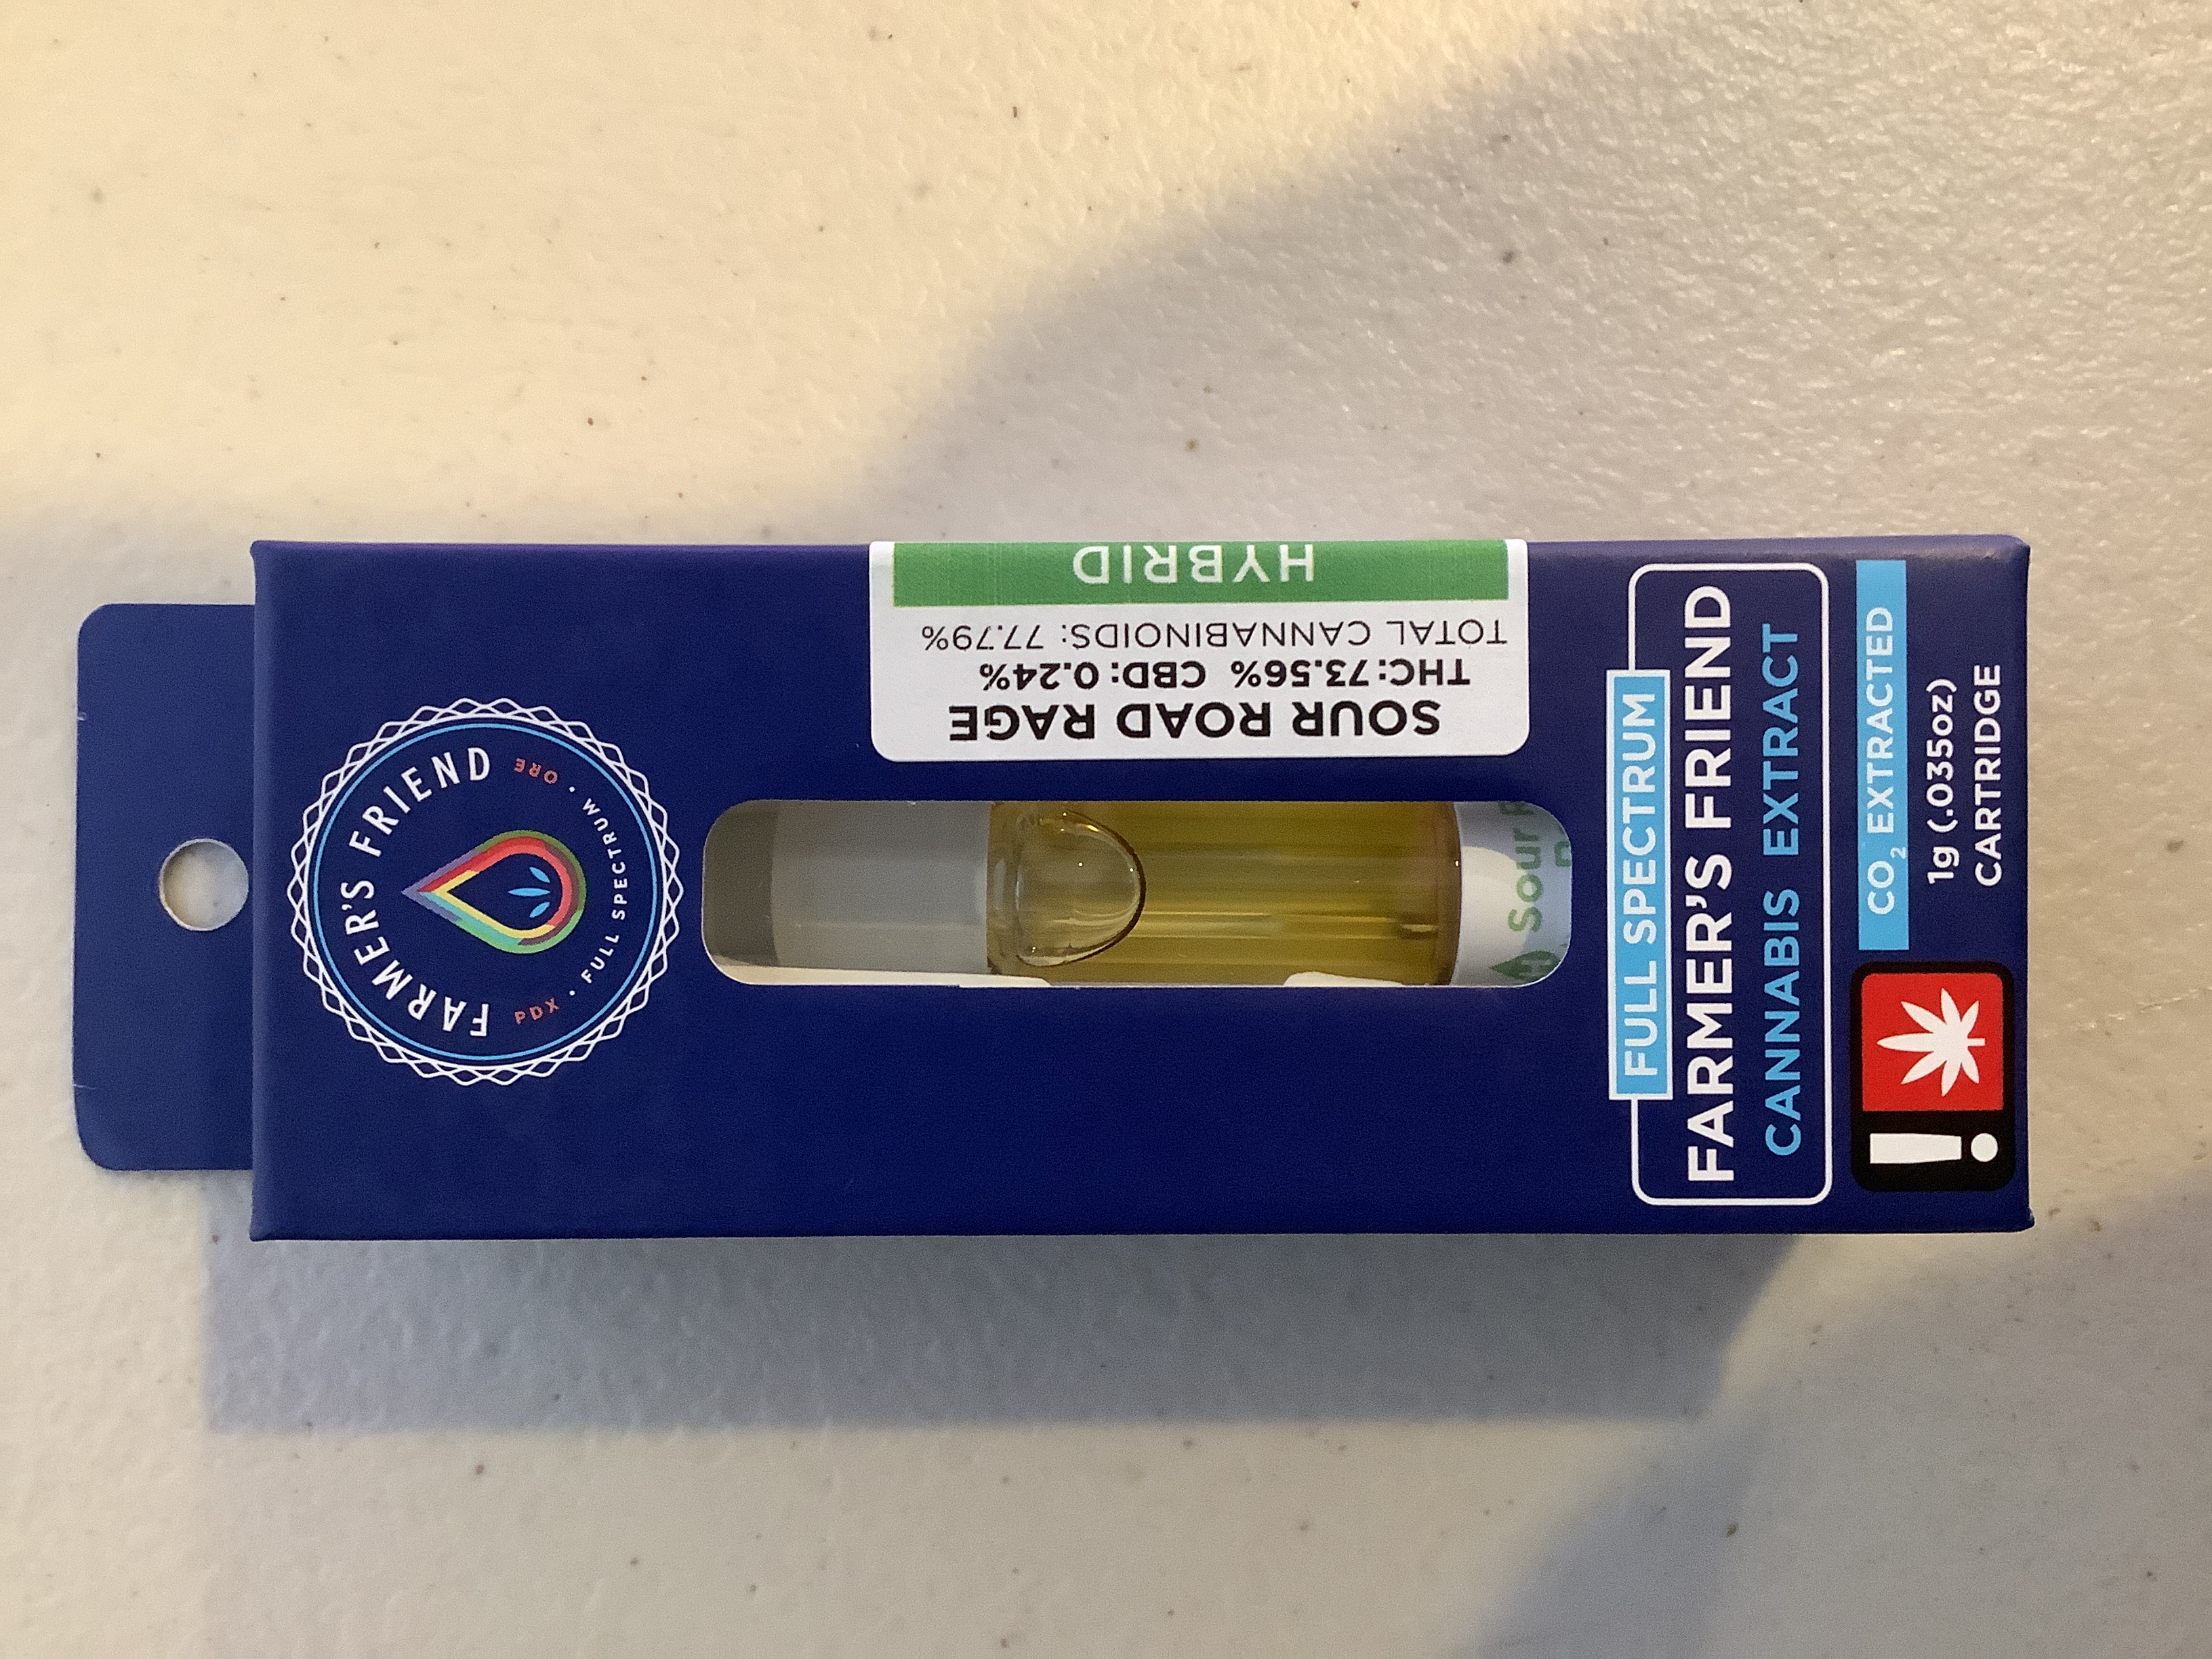 FARMER'S FRIEND
PDX • FULL SPECTRUM • ORE
SOUR ROAD RAGE
THC:73.56% CBD: 0.24%
TOTAL CANNABINOIDS: 77.79%
HYBRID
Sour
FULL SPECTRUM
FARMER'S FRIEND
CANNABIS EXTRACT
CO₂ EXTRACTED
1g (.035oz)
CARTRIDGE
!